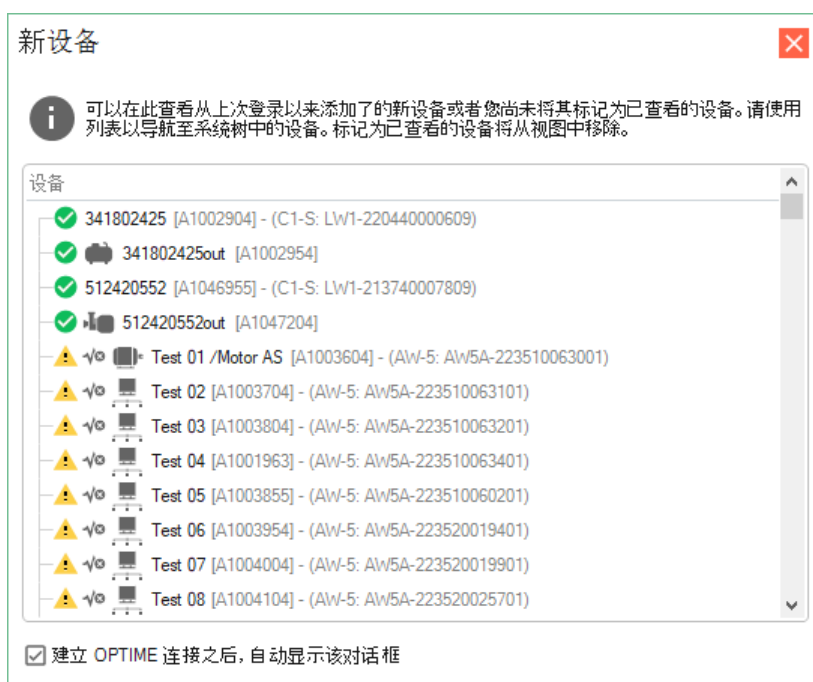 新设备
可以在此查看从上次登录以来添加了的新设备或者您尚未将其标记为已查看的设备。请使用
列表以导航至系统树中的设备。标记为已查看的设备将从视图中移除。
设备
341802425 [A1002904] - (C1-S: LW1-220440000609)
341802425out [A1002954]
512420552 [A1046955] - (C1-S: LW1-213740007809)
512420552out [A1047204]
Test 01 /Motor AS [A1003604] - (AW-5: AW5A-223510063001)
Test 02 [A1003704] - (AW-5: AW5A-223510063101)
Test 03 [A1003804] - (AW-5: AW5A-223510063201)
Test 04 [A1001963] - (AW-5: AW5A-223510063401)
Test 05 [A1003855] - (AW-5: AW5A-223510060201)
Test 06 [A1003954] - (AW-5: AW5A-223520019401)
Test 07 [A1004004] - (AW-5: AW5A-223520019901)
Test 08 [A1004104] - (AW-5: AW5A-223520025701)
建立 OPTIME 连接之后，自动显示该对话框